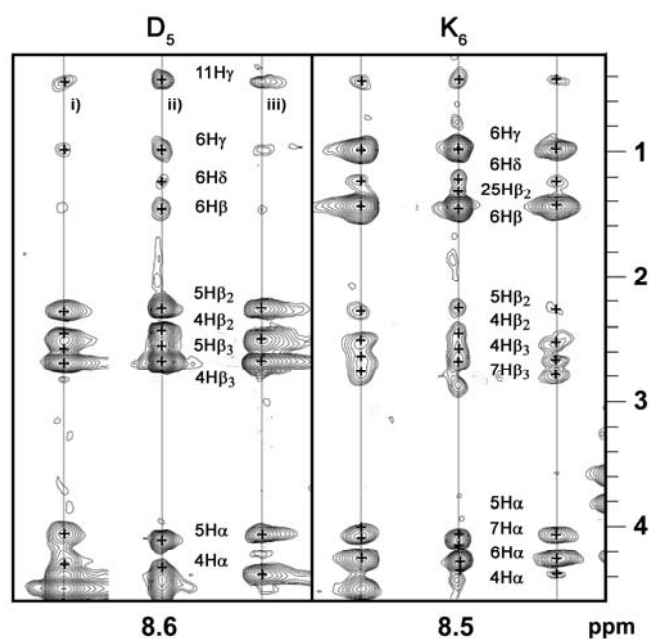 D₅ K₆
11Hγ
i) ii) iii)
6Hγ
6Hδ
6Hβ
5Hβ₂
4Hβ₂
5Hβ₃
4Hβ₃
5Hα
4Hα
6Hγ
6Hδ
25Hβ₂
6Hβ
5Hβ₂
4Hβ₂
4Hβ₃
7Hβ₃
5Hα
7Hα
6Hα
4Hα
1
2
3
4
8.6 8.5 ppm